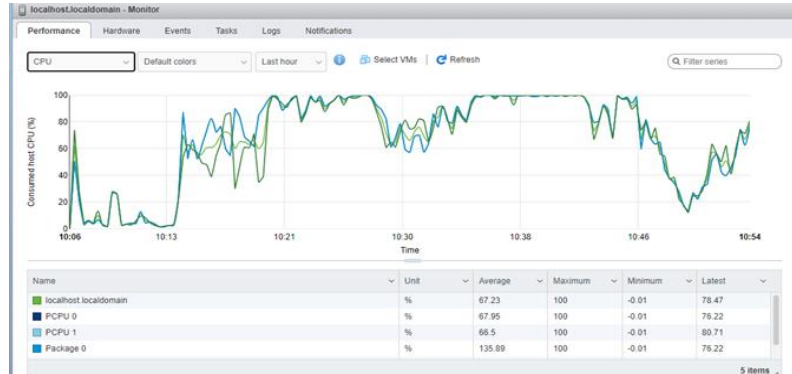 localhost.localdomain - Monitor
Performance Hardware Events Tasks Logs Notifications
CPU Default colors Last hour Select VMs Refresh Filter series
Consumed host CPU (%)
100
80
60
40
20
0
10:06 10:13 10:21 10:30 10:38 10:46 10:54
Time
Name Unit Average Maximum Minimum Latest
localhost.localdomain % 67.23 100 -0.01 78.47
PCPU 0 % 67.95 100 -0.01 76.22
PCPU 1 % 66.5 100 -0.01 80.71
Package 0 % 135.89 100 -0.01 76.22
5 items